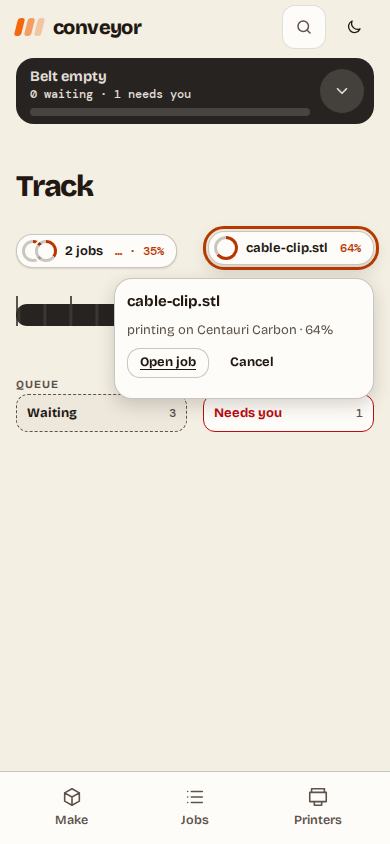 conveyor
Belt empty
0 waiting · 1 needs you
Track
2 jobs … · 35%
cable-clip.stl 64%
cable-clip.stl
printing on Centauri Carbon · 64%
Open job Cancel
QUEUE
Waiting 3
Needs you 1
Make Jobs Printers